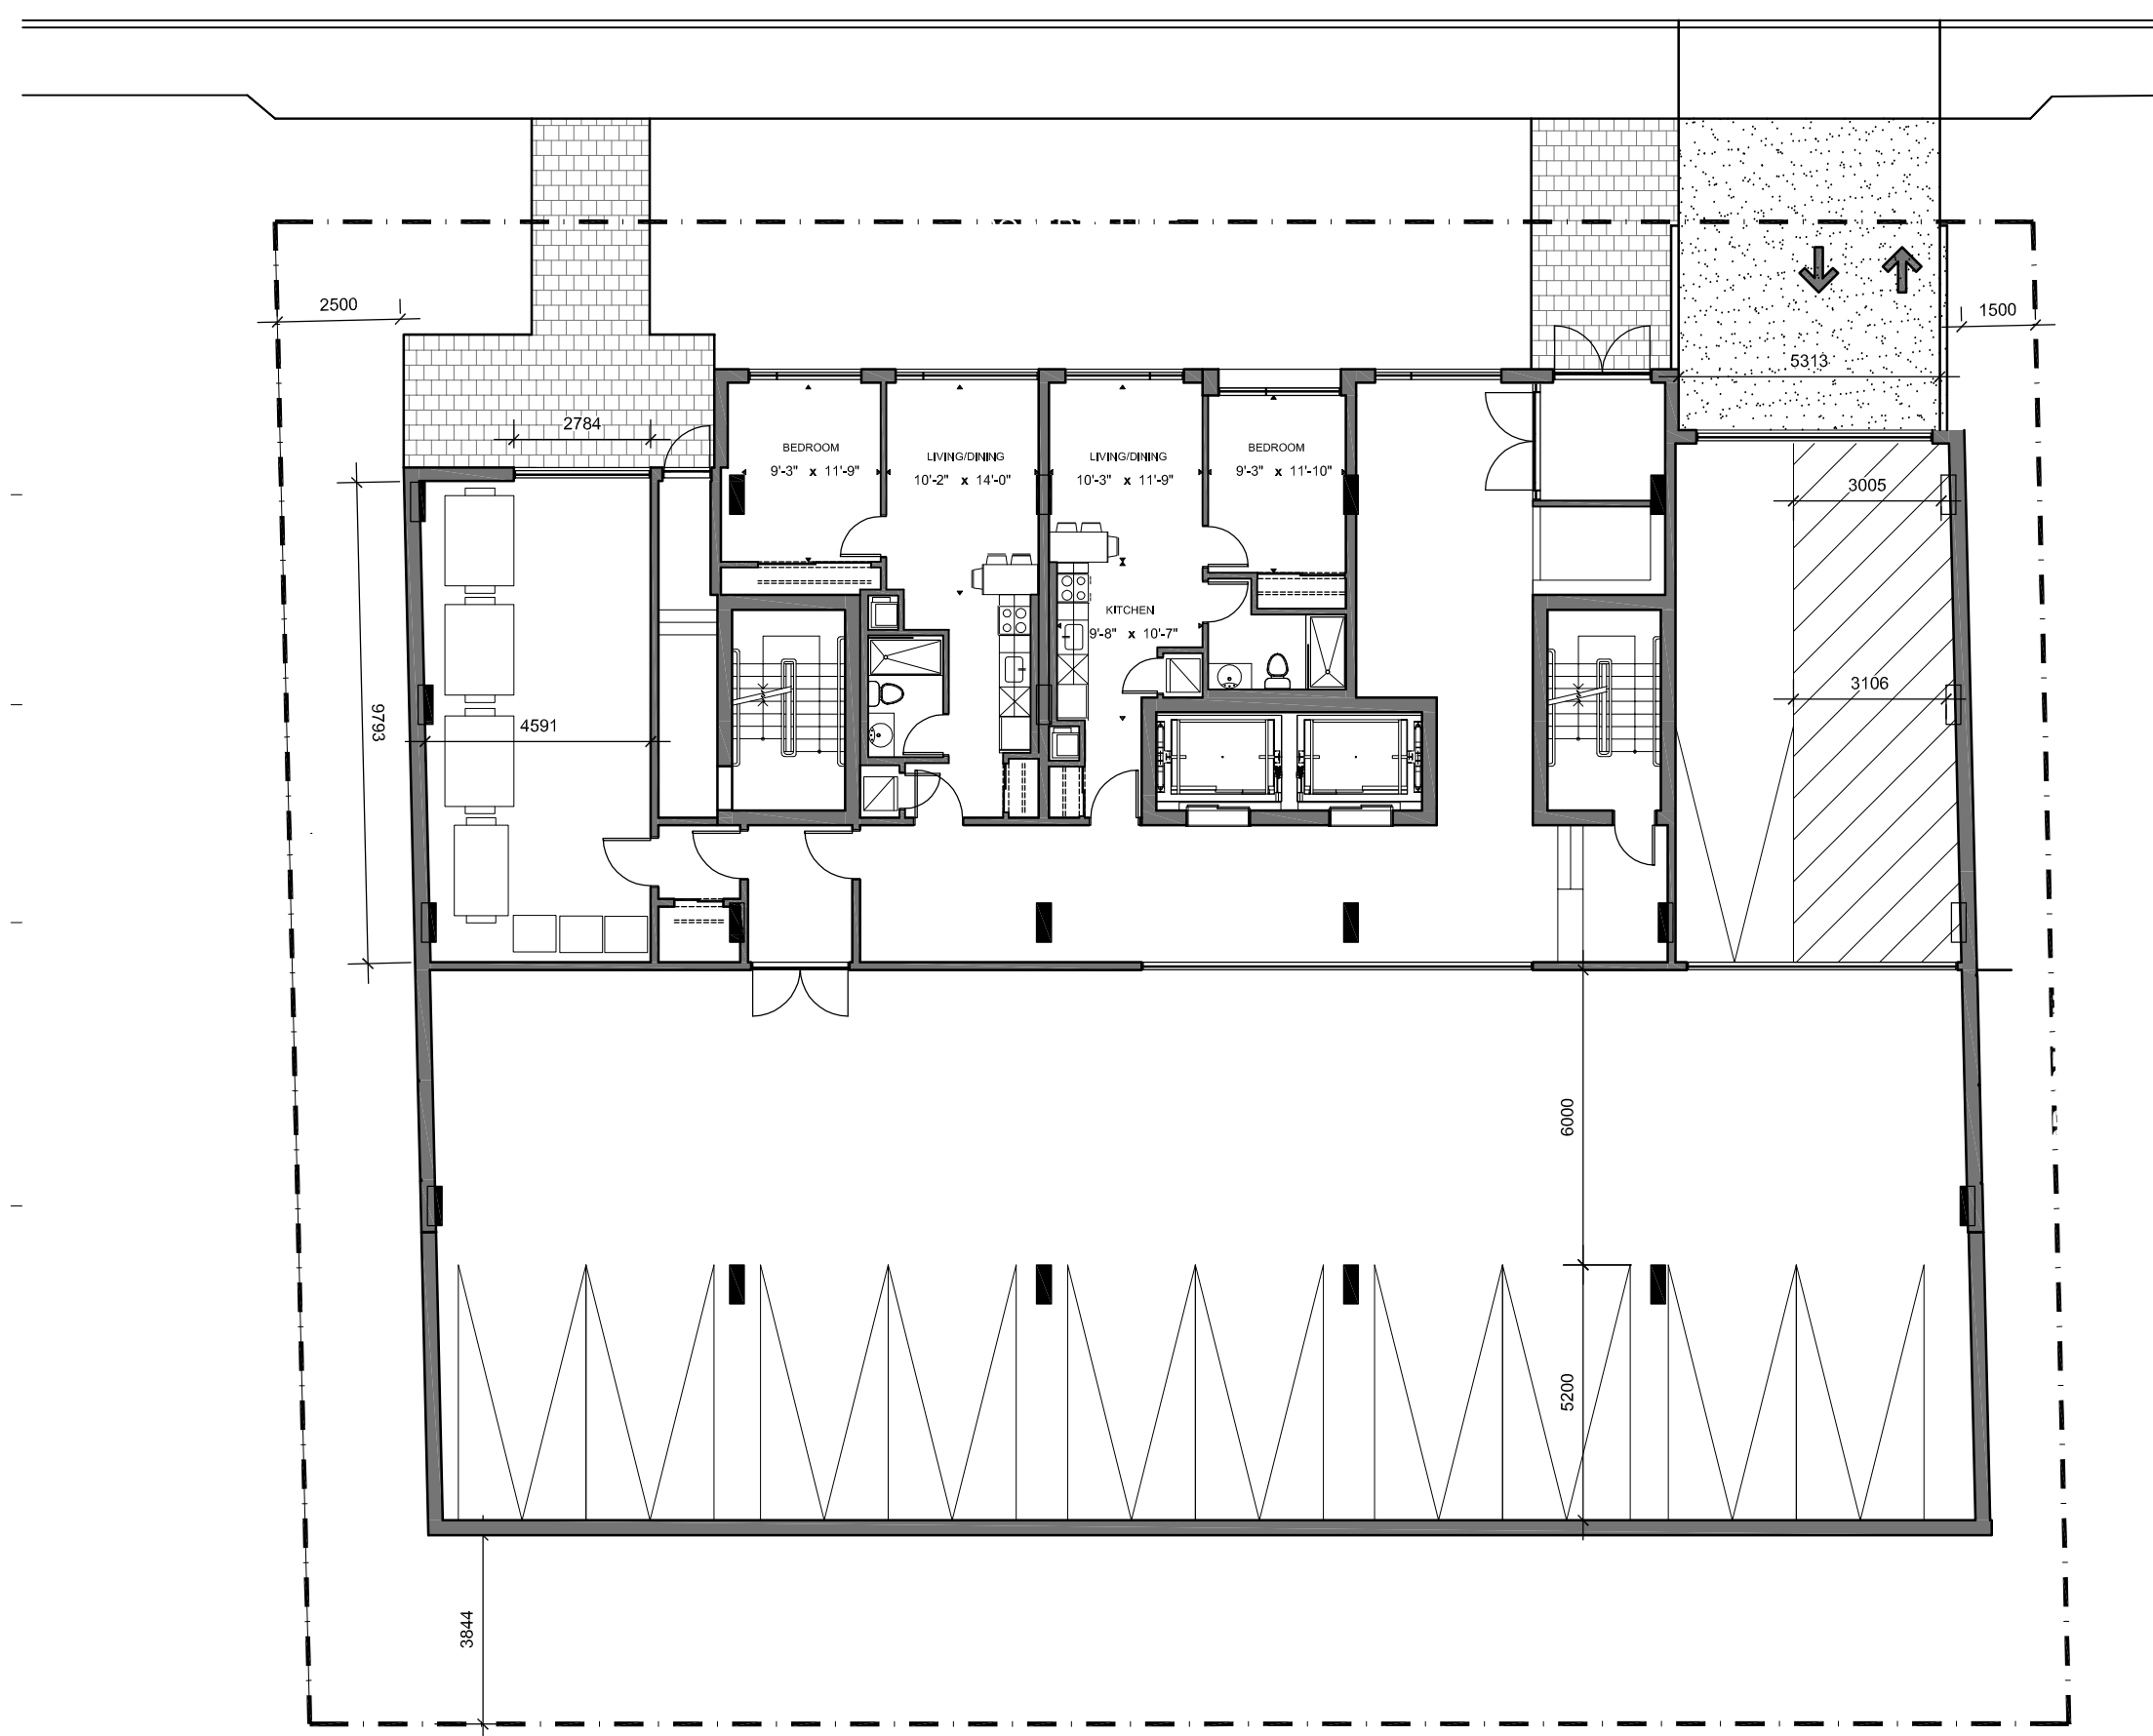 2500
1500
5313
2784
BEDROOM
9'-3" x 11'-9"
LIVING/DINING
10'-2" x 14'-0"
LIVING/DINING
10'-3" x 11'-9"
BEDROOM
9'-3" x 11'-10"
3005
KITCHEN
9'-8" x 10'-7"
3106
9793
4591
6000
5200
3844